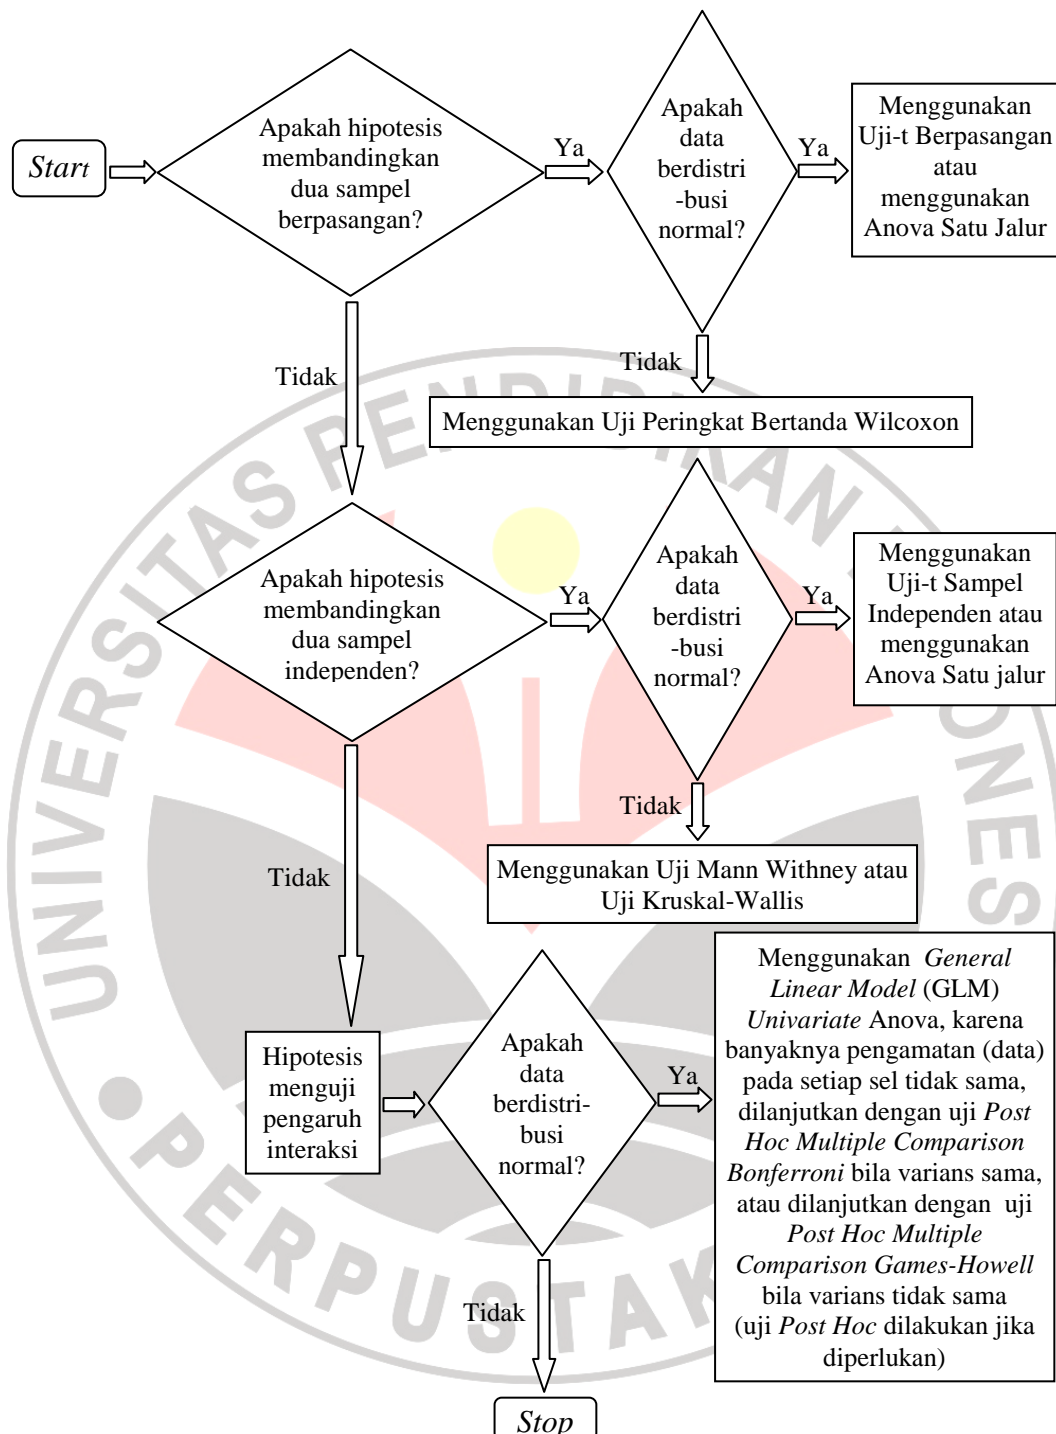 Start
Apakah hipotesis
membandingkan
dua sampel
berpasangan?
Ya
Apakah
data
berdistri
-busi
normal?
Ya
Menggunakan
Uji-t Berpasangan
atau
menggunakan
Anova Satu Jalur
Tidak
Tidak
Menggunakan Uji Peringkat Bertanda Wilcoxon
Apakah hipotesis
membandingkan
dua sampel
independen?
Ya
Apakah
data
berdistri
-busi
normal?
Ya
Menggunakan
Uji-t Sampel
Independen atau
menggunakan
Anova Satu jalur
Tidak
Tidak
Menggunakan Uji Mann Withney atau
Uji Kruskal-Wallis
Hipotesis
menguji
pengaruh
interaksi
Apakah
data
berdistri-
busi
normal?
Ya
Menggunakan General
Linear Model (GLM)
Univariate Anova, karena
banyaknya pengamatan (data)
pada setiap sel tidak sama,
dilanjutkan dengan uji Post
Hoc Multiple Comparison
Bonferroni bila varians sama,
atau dilanjutkan dengan uji
Post Hoc Multiple
Comparison Games-Howell
bila varians tidak sama
(uji Post Hoc dilakukan jika
diperlukan)
Tidak
Stop
UNIVERSITAS PENDIDIKAN
PERPUSTAKA